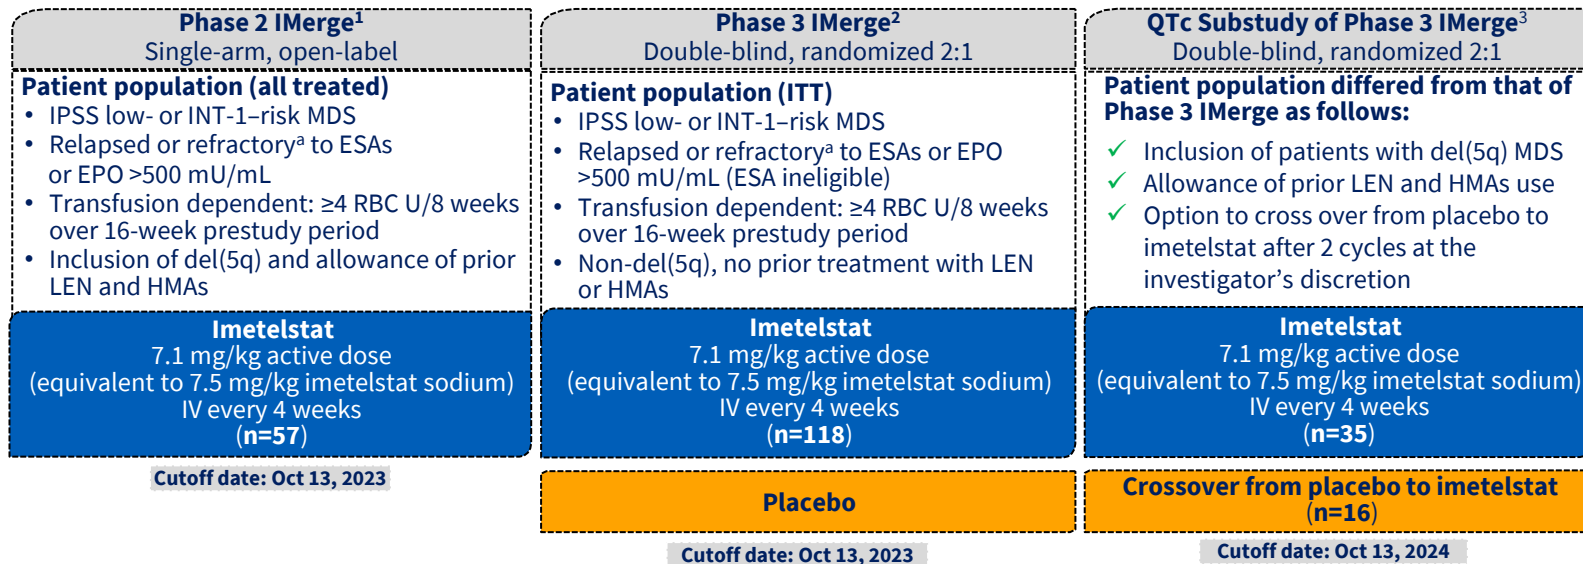 Phase 2 IMerge¹
Single-arm, open-label
Patient population (all treated)
• IPSS low- or INT-1–risk MDS
• Relapsed or refractoryᵃ to ESAs
or EPO >500 mU/mL
• Transfusion dependent: ≥4 RBC U/8 weeks
over 16-week prestudy period
• Inclusion of del(5q) and allowance of prior
LEN and HMAs
Imetelstat
7.1 mg/kg active dose
(equivalent to 7.5 mg/kg imetelstat sodium)
IV every 4 weeks
(n=57)
Cutoff date: Oct 13, 2023
Phase 3 IMerge²
Double-blind, randomized 2:1
Patient population (ITT)
• IPSS low- or INT-1–risk MDS
• Relapsed or refractoryᵃ to ESAs or EPO
>500 mU/mL (ESA ineligible)
• Transfusion dependent: ≥4 RBC U/8 weeks
over 16-week prestudy period
• Non-del(5q), no prior treatment with LEN
or HMAs
Imetelstat
7.1 mg/kg active dose
(equivalent to 7.5 mg/kg imetelstat sodium)
IV every 4 weeks
(n=118)
Placebo
Cutoff date: Oct 13, 2023
QTc Substudy of Phase 3 IMerge³
Double-blind, randomized 2:1
Patient population differed from that of
Phase 3 IMerge as follows:
✓ Inclusion of patients with del(5q) MDS
✓ Allowance of prior LEN and HMAs use
✓ Option to cross over from placebo to
imetelstat after 2 cycles at the
investigator’s discretion
Imetelstat
7.1 mg/kg active dose
(equivalent to 7.5 mg/kg imetelstat sodium)
IV every 4 weeks
(n=35)
Crossover from placebo to imetelstat
(n=16)
Cutoff date: Oct 13, 2024